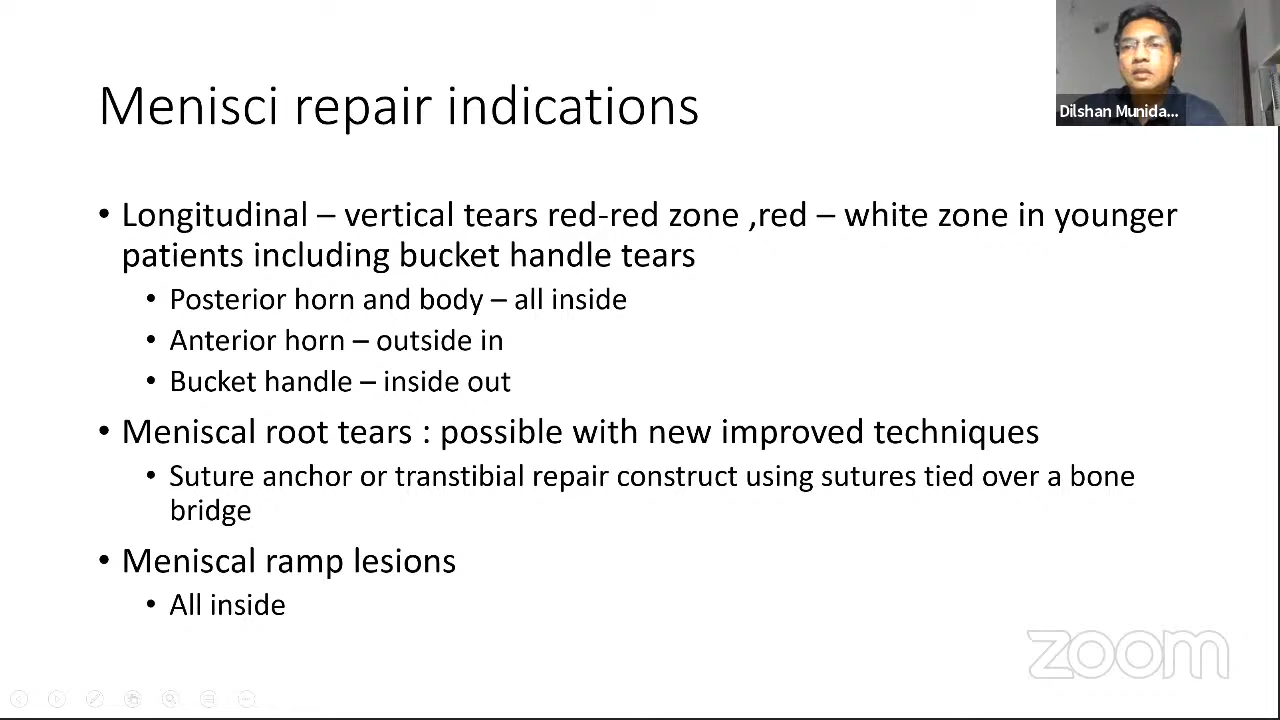 Dilshan Munida...
Menisci repair indications
• Longitudinal – vertical tears red-red zone ,red – white zone in younger
patients including bucket handle tears
• Posterior horn and body – all inside
• Anterior horn – outside in
• Bucket handle – inside out
• Meniscal root tears : possible with new improved techniques
• Suture anchor or transtibial repair construct using sutures tied over a bone
bridge
• Meniscal ramp lesions
• All inside
zoom